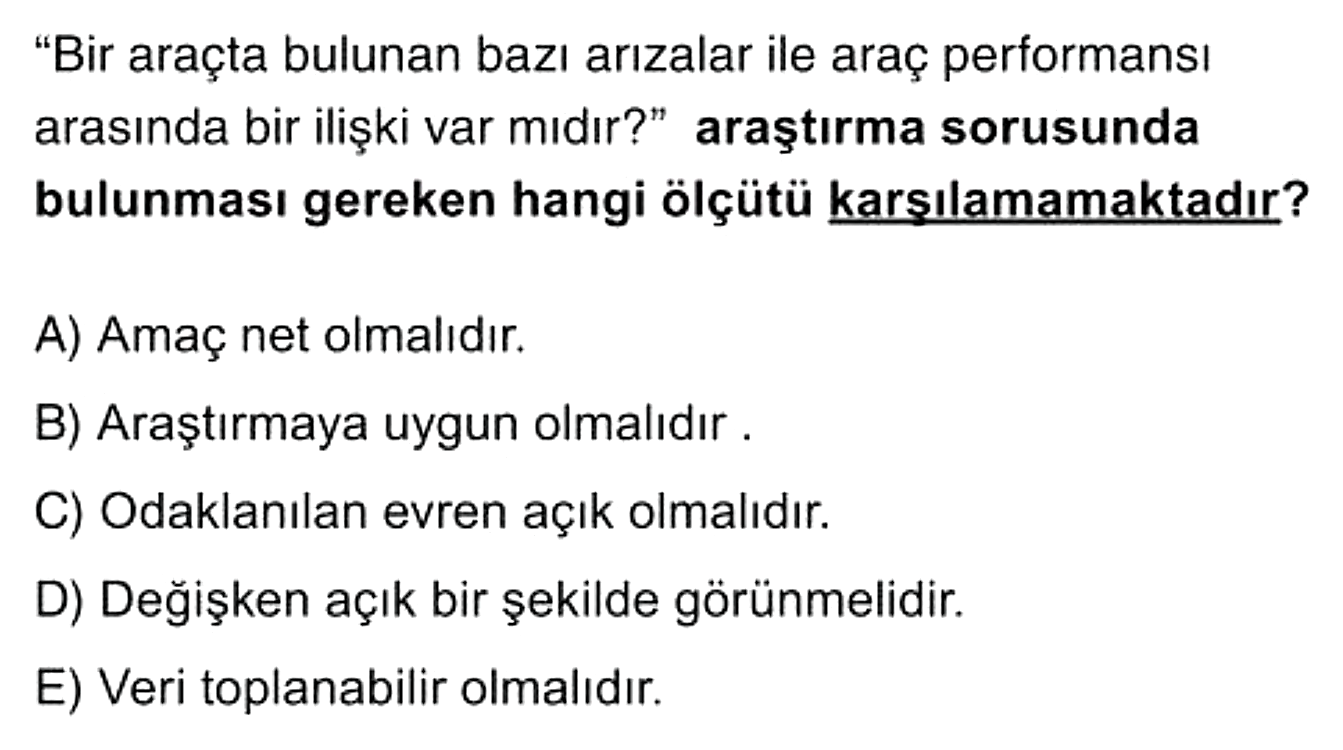 “Bir araçta bulunan bazı arızalar ile araç performansı
arasında bir ilişki var mıdır?” araştırma sorusunda
bulunması gereken hangi ölçütü karşılamamaktadır?
A) Amaç net olmalıdır.
B) Araştırmaya uygun olmalıdır .
C) Odaklanılan evren açık olmalıdır.
D) Değişken açık bir şekilde görünmelidir.
E) Veri toplanabilir olmalıdır.